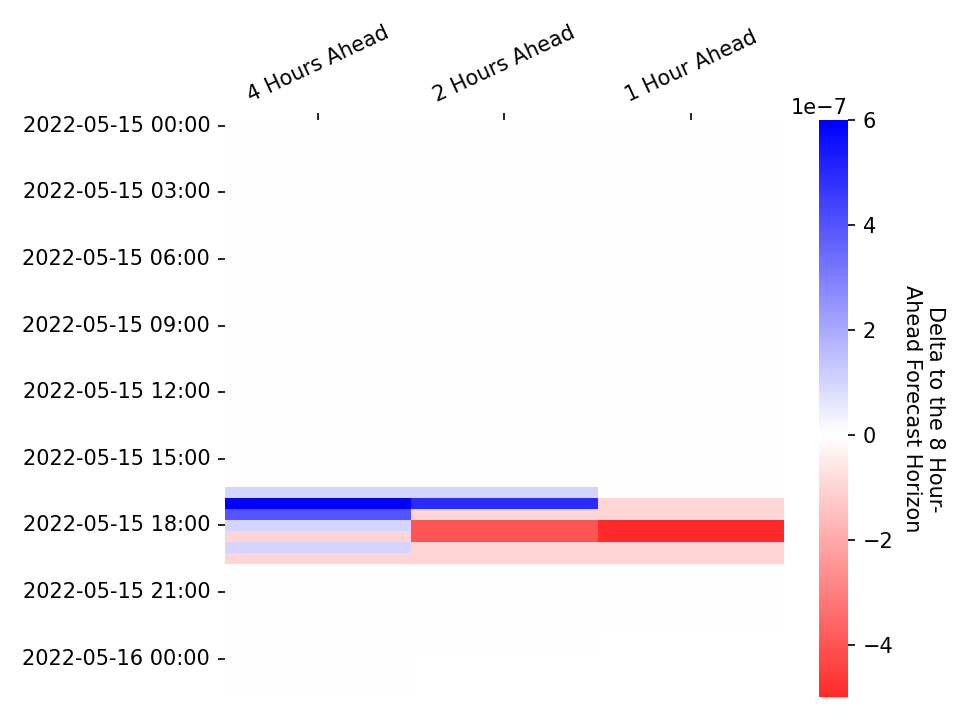 4 Hours Ahead
2 Hours Ahead
1 Hour Ahead
2022-05-15 00:00
2022-05-15 03:00
2022-05-15 06:00
2022-05-15 09:00
2022-05-15 12:00
2022-05-15 15:00
2022-05-15 18:00
2022-05-15 21:00
2022-05-16 00:00
1e−7
6
4
2
0
−2
−4
Delta to the 8 Hour-
Ahead Forecast Horizon